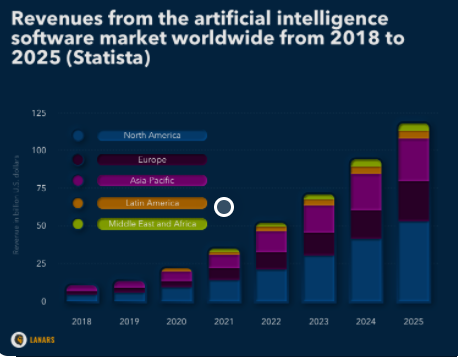 Revenues from the artificial intelligence
software market worldwide from 2018 to
2025 (Statista)
125
100
75
50
25
0
Revenue in billion U.S. dollars
North America
Europe
Asia Pacific
Latin America
Middle East and Africa
2018 2019 2020 2021 2022 2023 2024 2025
LANARS